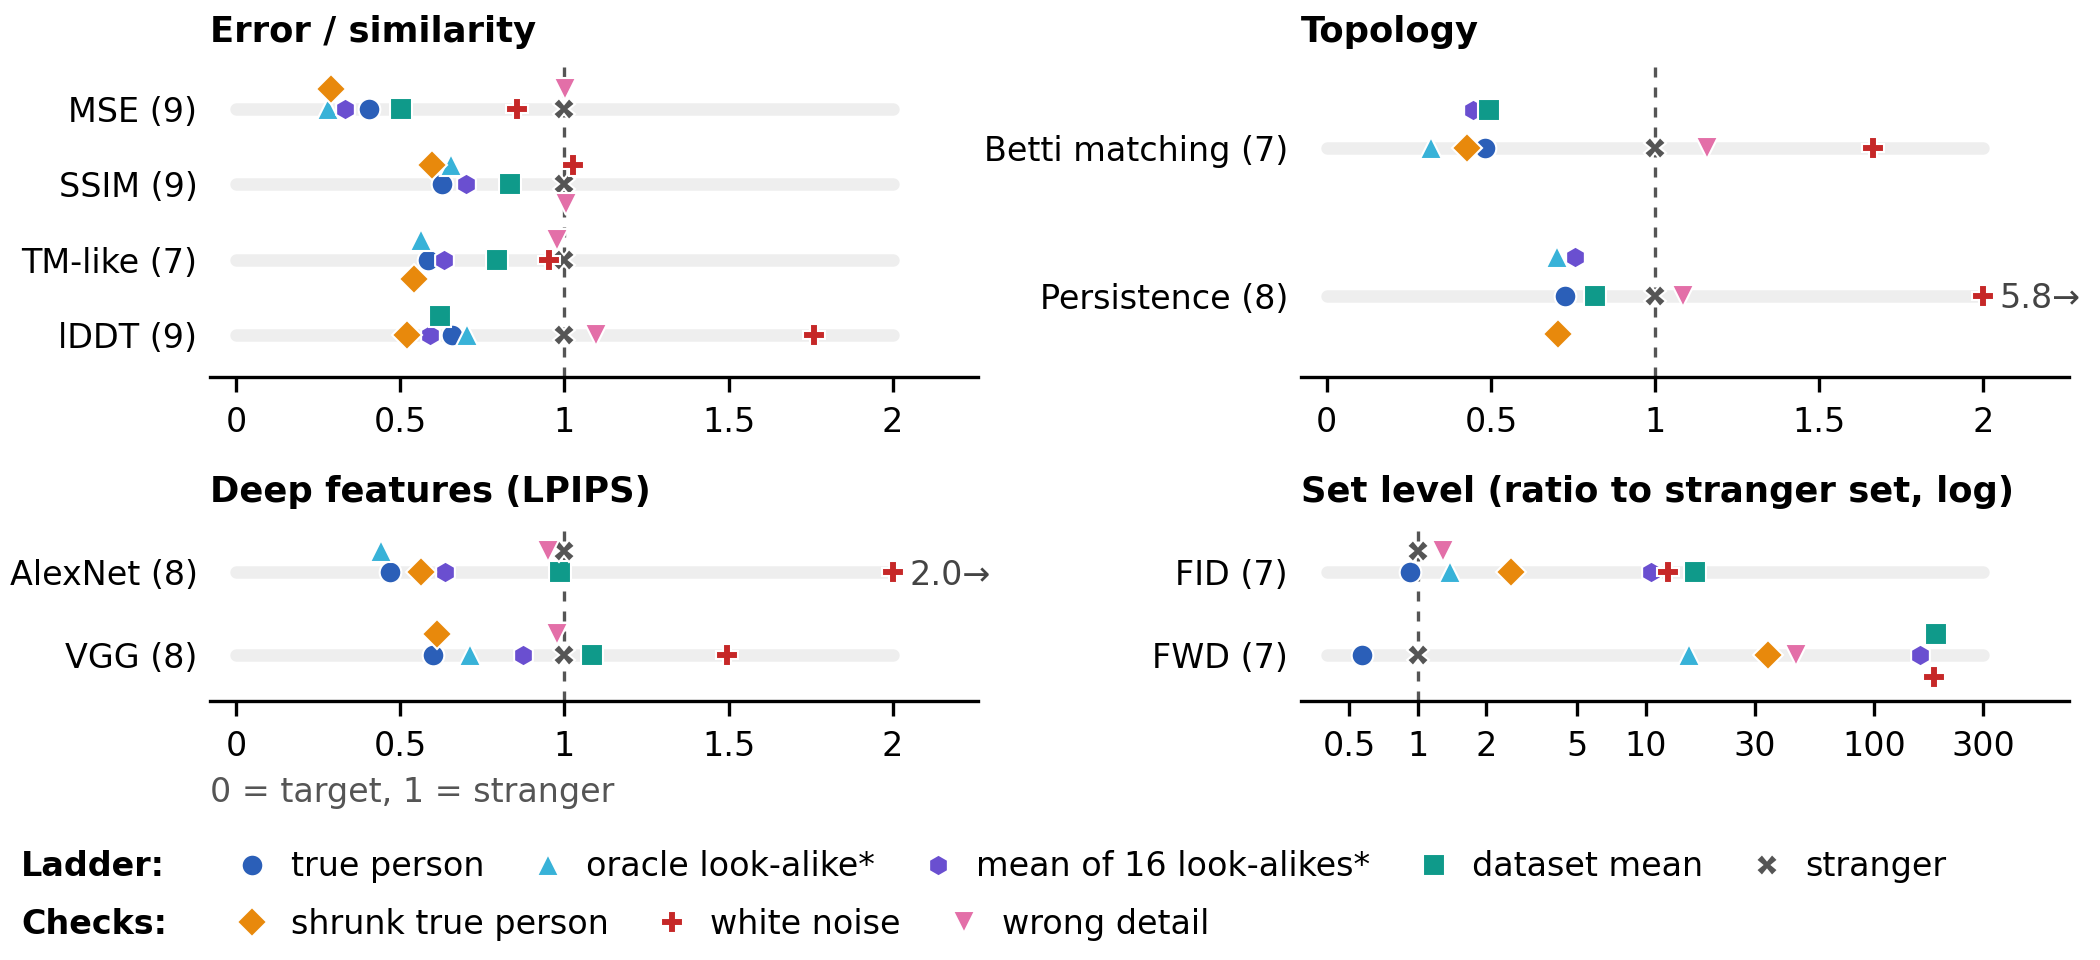 Error / similarity
MSE (9)
SSIM (9)
TM-like (7)
lDDT (9)
0 0.5 1 1.5 2
Topology
Betti matching (7)
Persistence (8)
5.8→
0 0.5 1 1.5 2
Deep features (LPIPS)
AlexNet (8)
2.0→
VGG (8)
0 0.5 1 1.5 2
0 = target, 1 = stranger
Set level (ratio to stranger set, log)
FID (7)
FWD (7)
0.5 1 2 5 10 30 100 300
Ladder: true person oracle look-alike* mean of 16 look-alikes* dataset mean stranger
Checks: shrunk true person white noise wrong detail